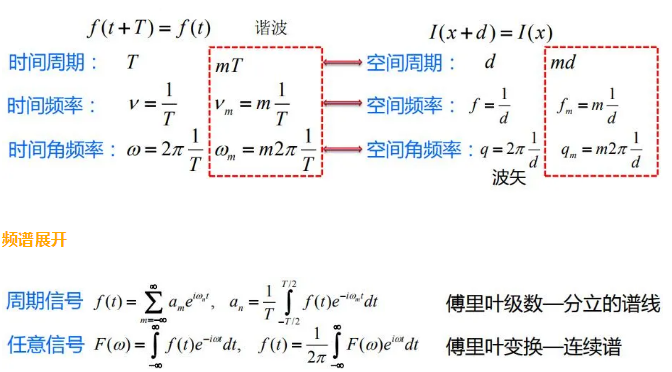 f(t+T)=f(t) 谐波 I(x+d)=I(x)
时间周期： T mT 空间周期： d md
时间频率： ν=1/T ν_m=m 1/T 空间频率： f=1/d f_m=m 1/d
时间角频率： ω=2π 1/T ω_m=m2π 1/T 空间角频率： q=2π 1/d q_m=m2π 1/d
波矢
频谱展开
周期信号 f(t)=∑_{m=-∞}^{∞} a_m e^{iω_n t}, a_n=1/T ∫_{-T/2}^{T/2} f(t)e^{-iω_m t}dt 傅里叶级数—分立的谱线
任意信号 F(ω)=∫_{-∞}^{∞} f(t)e^{-iωt}dt, f(t)=1/2π ∫_{-∞}^{∞} F(ω)e^{iωt}dt 傅里叶变换—连续谱